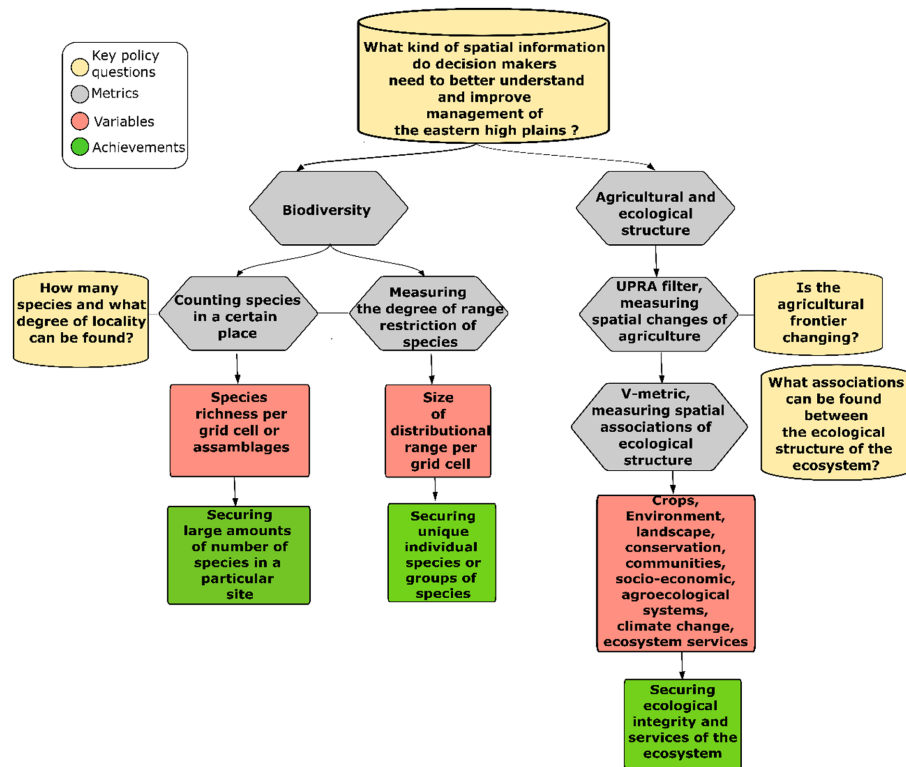 Key policy
questions
Metrics
Variables
Achievements
What kind of spatial information
do decision makers
need to better understand
and improve
management of
the eastern high plains ?
Biodiversity
Agricultural and
ecological
structure
How many
species and what
degree of locality
can be found?
Counting species
in a certain
place
Measuring
the degree of range
restriction of
species
UPRA filter,
measuring
spatial changes of
agriculture
Is the
agricultural
frontier
changing?
Species
richness per
grid cell or
assamblages
Size
of
distributional
range per
grid cell
V-metric,
measuring spatial
associations of
ecological
structure
What associations
can be found
between
the ecological
structure of the
ecosystem?
Securing
large amounts
of number of
species in a
particular
site
Securing
unique
individual
species or
groups of
species
Crops,
Environment,
landscape,
conservation,
communities,
socio-economic,
agroecological
systems,
climate change,
ecosystem services
Securing
ecological
integrity and
services of the
ecosystem